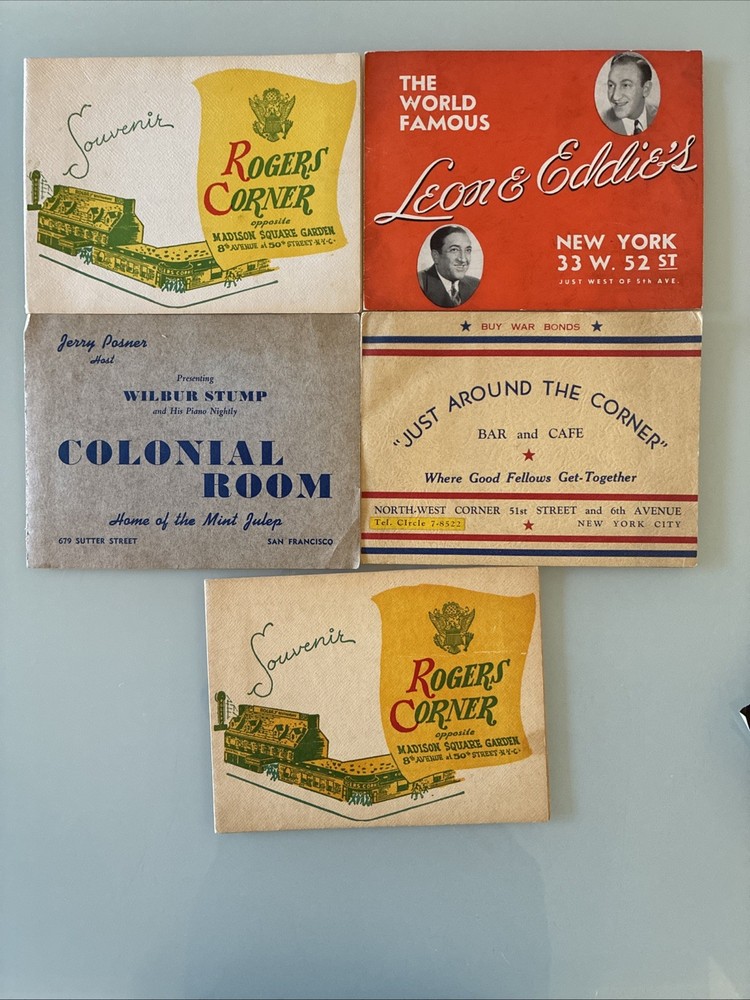 Souvenir
ROGERS
CORNER
opposite
MADISON SQUARE GARDEN
8th AVENUE at 50th STREET · N·Y·C·
THE
WORLD
FAMOUS
Leon & Eddie's
NEW YORK
33 W. 52 ST
JUST WEST OF 5th AVE.
Jerry Posner
Host
Presenting
WILBUR STUMP
and His Piano Nightly
COLONIAL
ROOM
Home of the Mint Julep
679 SUTTER STREET SAN FRANCISCO
★ BUY WAR BONDS ★
"JUST AROUND THE CORNER"
BAR and CAFE
Where Good Fellows Get-Together
NORTH-WEST CORNER 51st STREET and 6th AVENUE
Tel. CIrcle 7-8522 NEW YORK CITY
Souvenir
ROGERS
CORNER
opposite
MADISON SQUARE GARDEN
8th AVENUE at 50th STREET · N·Y·C·